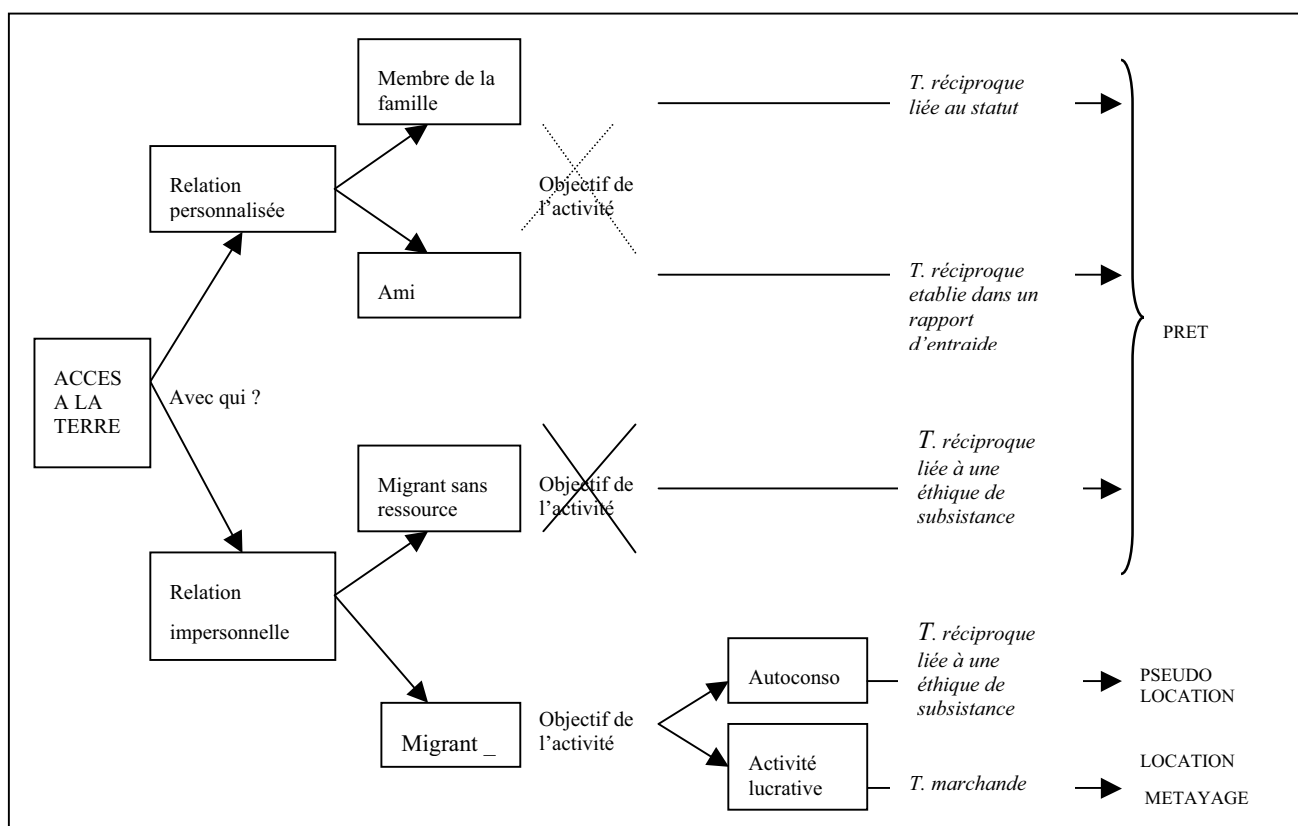 Membre de la
famille
T. réciproque
liée au statut
Relation
personnalisée
Objectif de
l'activité
Ami
T. réciproque
etablie dans un
rapport
d'entraide
PRET
ACCES
A LA
TERRE
Avec qui ?
Migrant sans
ressource
Objectif de
l'activité
T. réciproque
liée à une
éthique de
subsistance
Relation
impersonnelle
Autoconso
T. réciproque
liée à une
éthique de
subsistance
PSEUDO
LOCATION
Migrant _
Objectif de
l'activité
Activité
lucrative
T. marchande
LOCATION
METAYAGE